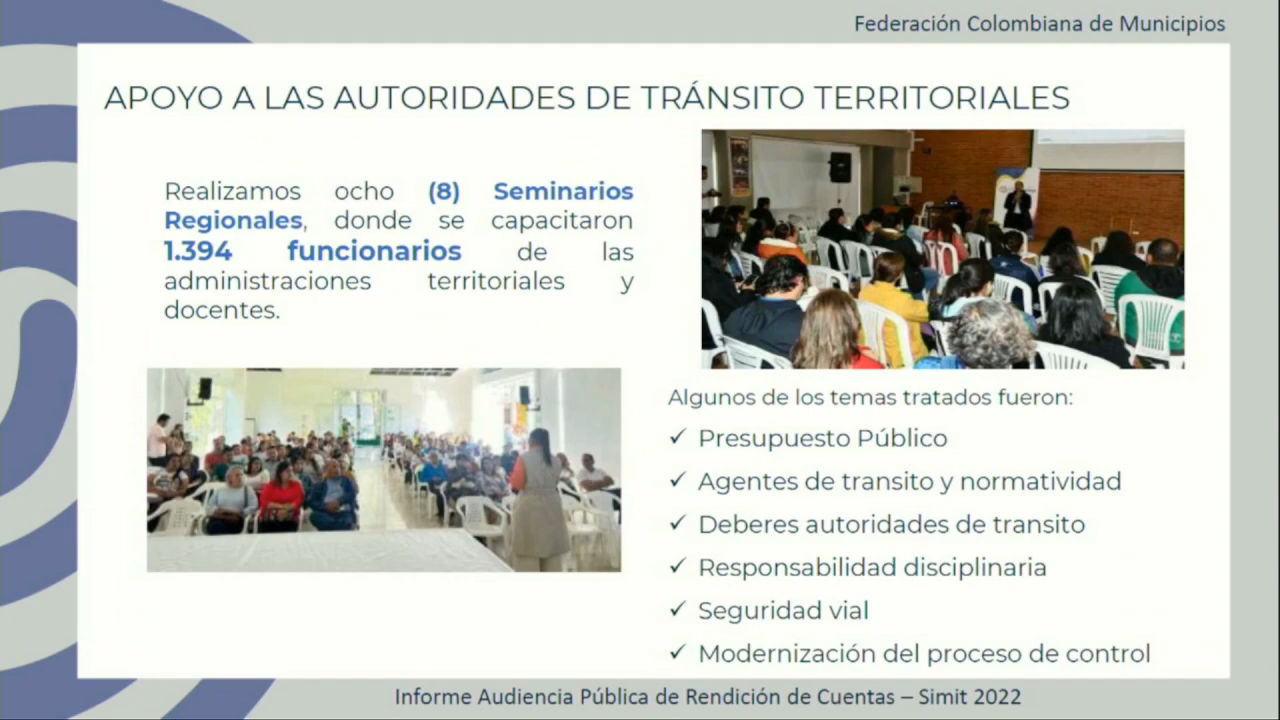 Federación Colombiana de Municipios
APOYO A LAS AUTORIDADES DE TRÁNSITO TERRITORIALES
Realizamos ocho (8) Seminarios
Regionales, donde se capacitaron
1.394 funcionarios de las
administraciones territoriales y
docentes.
Algunos de los temas tratados fueron:
✓ Presupuesto Público
✓ Agentes de transito y normatividad
✓ Deberes autoridades de transito
✓ Responsabilidad disciplinaria
✓ Seguridad vial
✓ Modernización del proceso de control
Informe Audiencia Pública de Rendición de Cuentas – Simit 2022